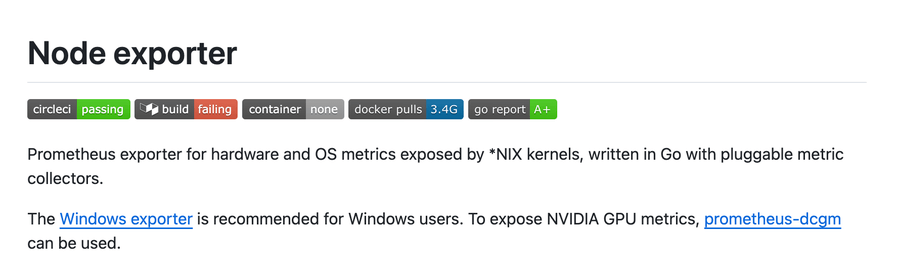 Node exporter
circleci passing build failing container none docker pulls 3.4G go report A+
Prometheus exporter for hardware and OS metrics exposed by *NIX kernels, written in Go with pluggable metric
collectors.
The Windows exporter is recommended for Windows users. To expose NVIDIA GPU metrics, prometheus-dcgm
can be used.